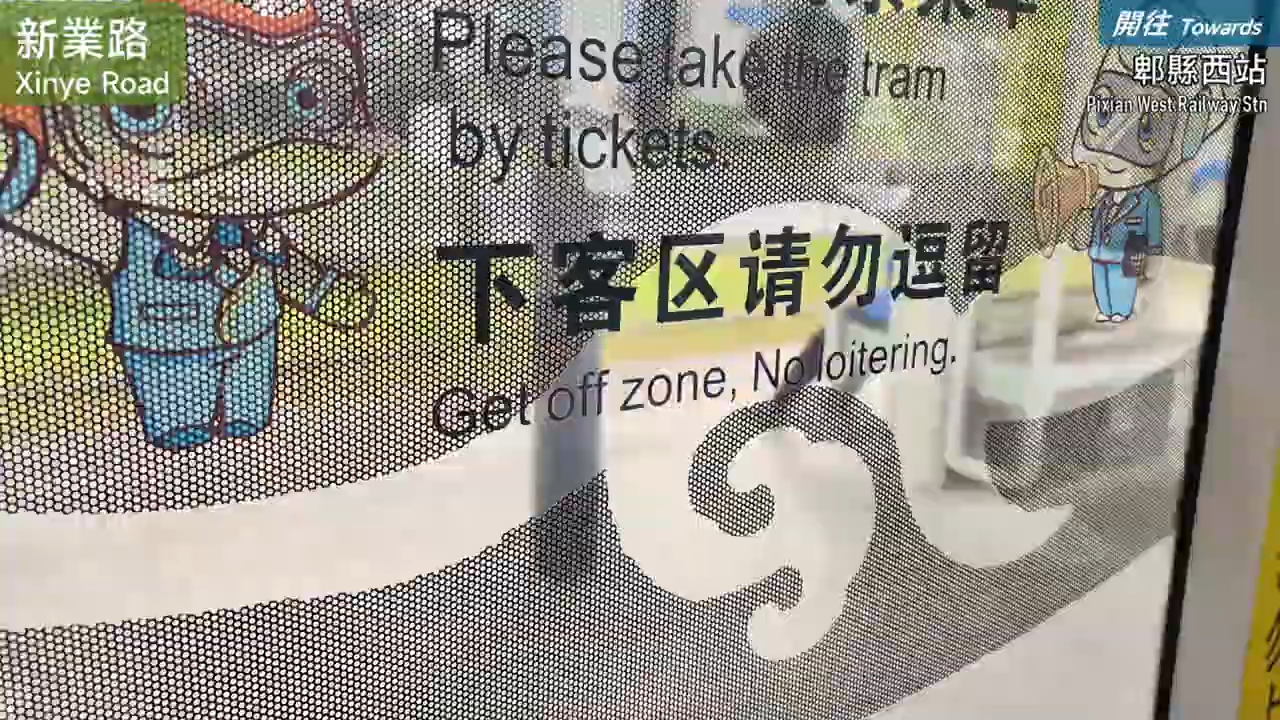 新業路
Xinye Road
開往 Towards
郫縣西站
Pixian West Railway Stn
Please take the tram
by tickets
下客区请勿逗留
Get off zone, No loitering.